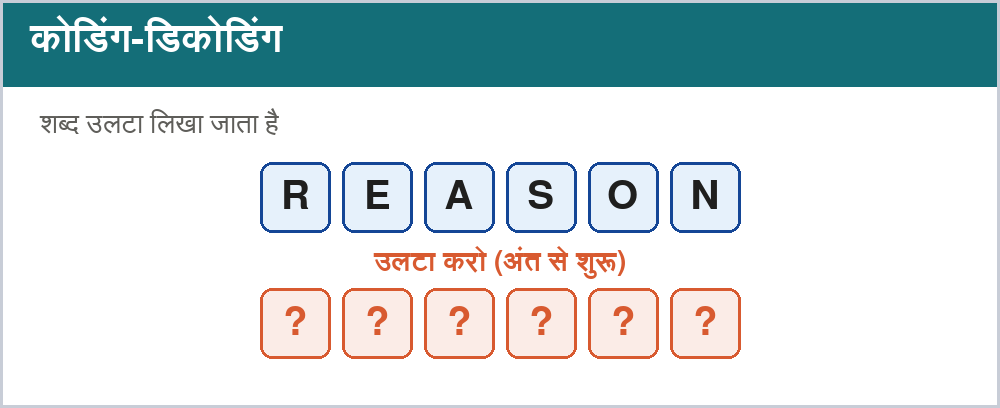 कोडिंग-डिकोडिंग
शब्द उलटा लिखा जाता है
R E A S O N
उलटा करो (अंत से शुरू)
? ? ? ? ? ?